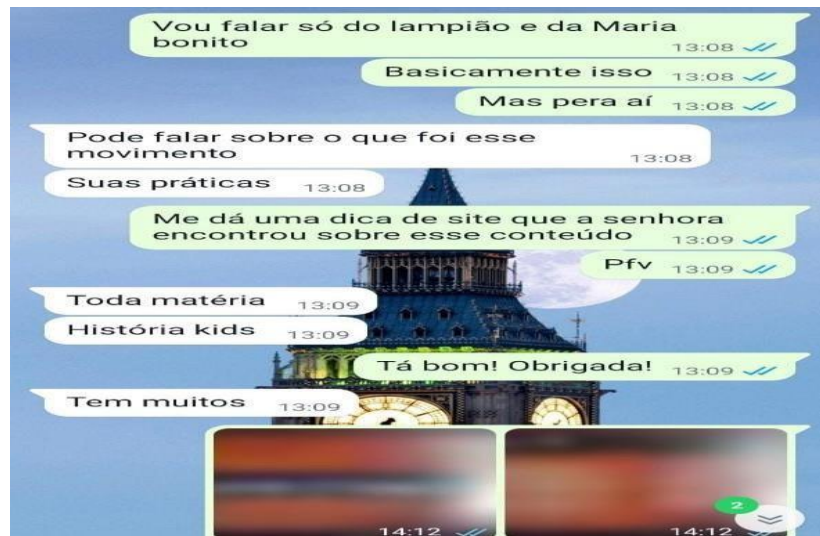 Vou falar só do lampião e da Maria
bonito
13:08
Basicamente isso 13:08
Mas pera aí 13:08
Pode falar sobre o que foi esse
movimento
13:08
Suas práticas 13:08
Me dá uma dica de site que a senhora
encontrou sobre esse conteúdo 13:09
Pfv 13:09
Toda matéria 13:09
História kids 13:09
Tá bom! Obrigada! 13:09
Tem muitos 13:09
2
14:12 14:12